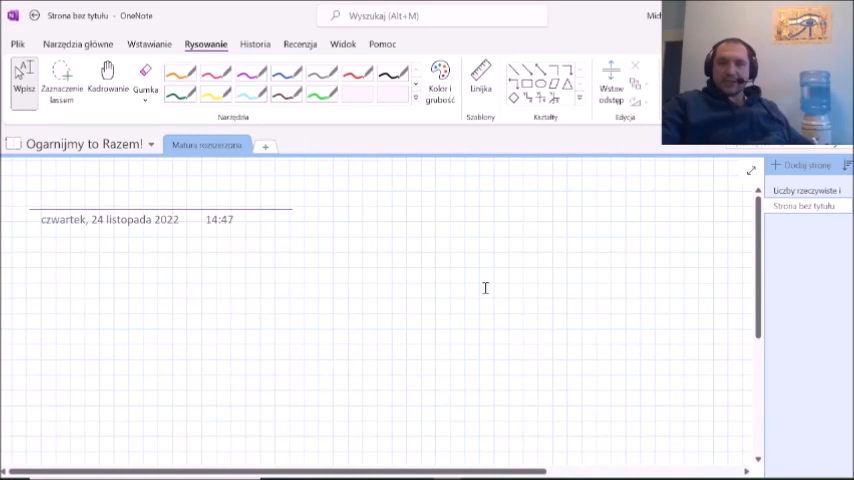 Strona bez tytułu - OneNote
Wyszukaj (Alt+M)
Plik
Narzędzia główne
Wstawianie
Rysowanie
Historia
Recenzja
Widok
Pomoc
Wpisz
Zaznaczenie lassem
Kadrowanie
Gumka
Kolor i grubość
Linijka
Wstaw odstęp
Narzędzia
Szablony
Kształty
Edycja
Ogarnijmy to Razem!
Matura rozszerzona
Dodaj stronę
Liczby rzeczywiste i
Strona bez tytułu
czwartek, 24 listopada 2022
14:47